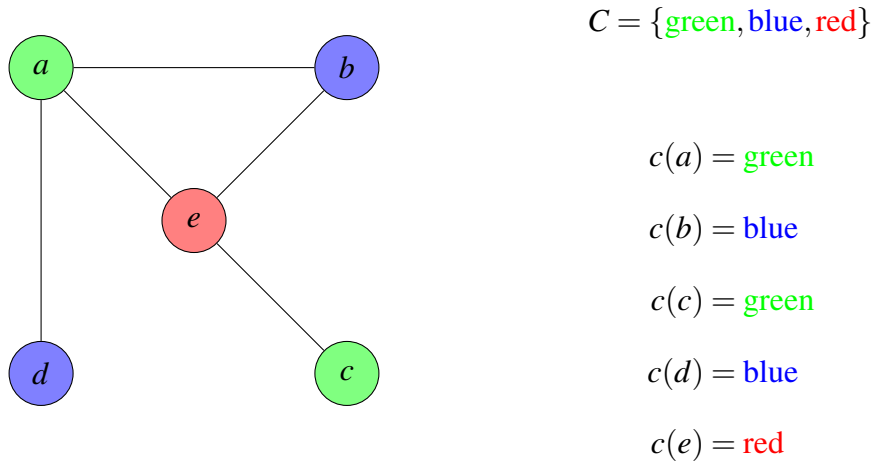 C = {green, blue, red}
a
b
c(a) = green
e
c(b) = blue
c(c) = green
d
c
c(d) = blue
c(e) = red